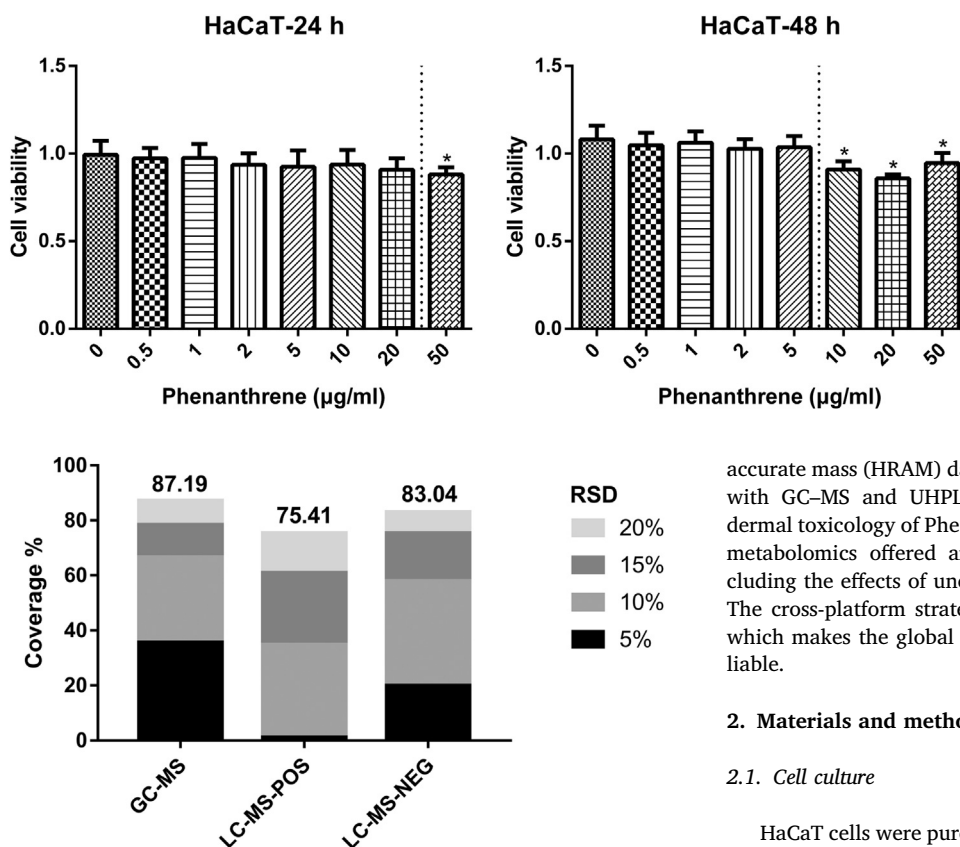 HaCaT-24 h
1.5
1.0
0.5
0.0
Cell viability
*
0 0.5 1 2 5 10 20 50
Phenanthrene (µg/ml)
HaCaT-48 h
1.5
1.0
0.5
0.0
Cell viability
* * *
0 0.5 1 2 5 10 20 50
Phenanthrene (µg/ml)
100
80
60
40
20
0
Coverage %
87.19 75.41 83.04
GC-MS LC-MS-POS LC-MS-NEG
RSD
20%
15%
10%
5%
accurate mass (HRAM) da
with GC–MS and UHPL
dermal toxicology of Phe
metabolomics offered a
cluding the effects of un
The cross-platform strate
which makes the global
liable.
2. Materials and metho
2.1. Cell culture
HaCaT cells were pur